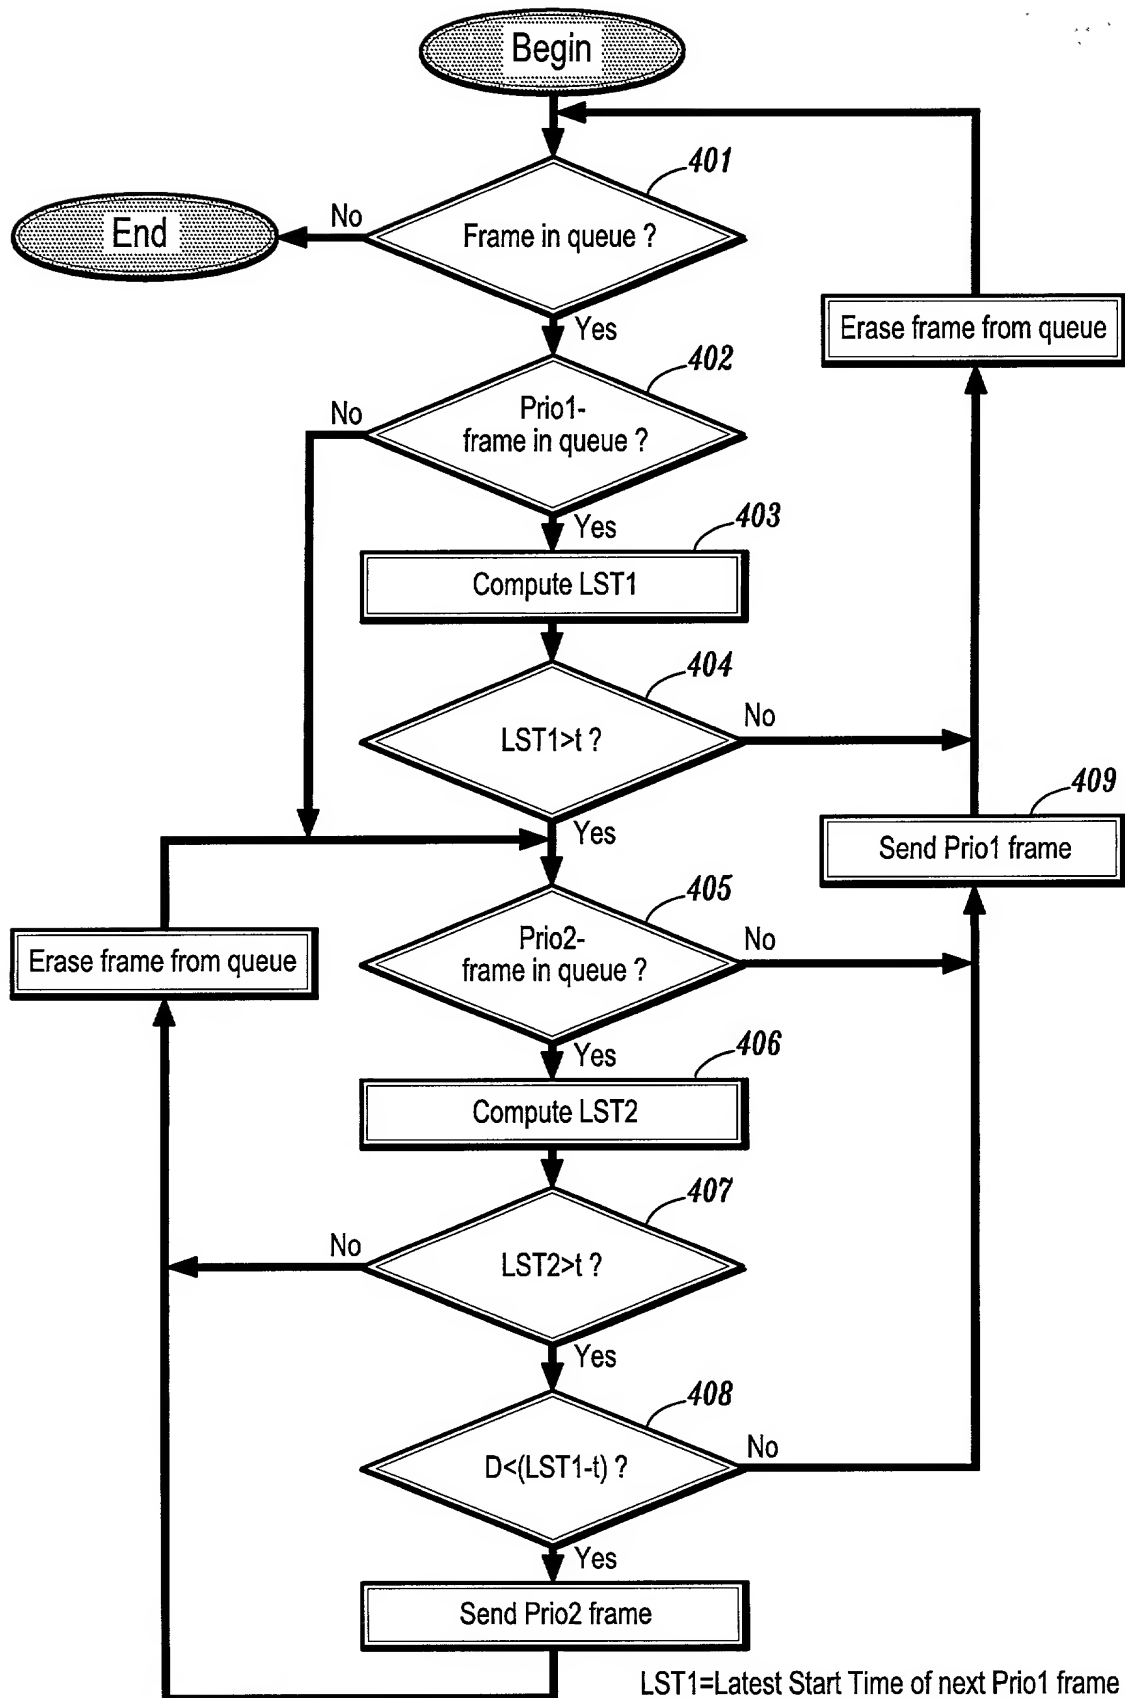 Begin
401
Frame in queue ?
No
End
Yes
Erase frame from queue
402
Prio1-
frame in queue ?
No
Yes
403
Compute LST1
404
LST1>t ?
No
Yes
409
Send Prio1 frame
405
Prio2-
frame in queue ?
No
Erase frame from queue
Yes
406
Compute LST2
407
LST2>t ?
No
Yes
408
D<(LST1-t) ?
No
Yes
Send Prio2 frame
LST1=Latest Start Time of next Prio1 frame